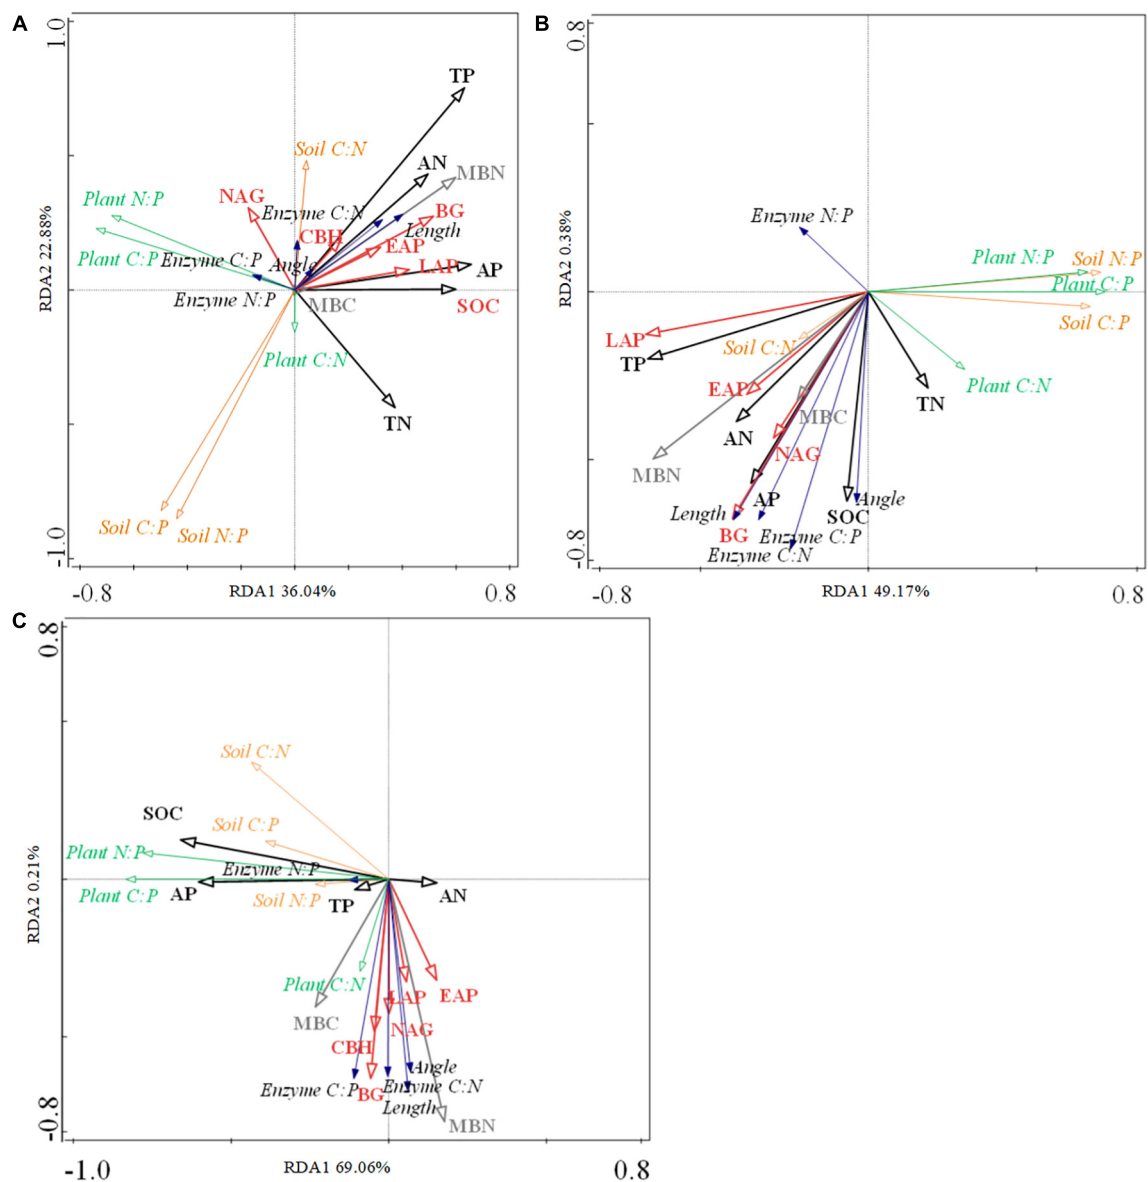 A
1.0
TP
AN
MBN
Soil C:N
NAG
Plant N:P
Enzyme C:N
BG
CBH
Length
EAP
Plant C:P
Enzyme C:P
Angle
LAP
AP
Enzyme N:P
MBC
SOC
Plant C:N
TN
Soil C:P
Soil N:P
RDA2 22.88%
-1.0
-0.8
RDA1 36.04%
0.8
B
0.8
Enzyme N:P
Plant N:P
Soil N:P
Plant C:P
Soil C:P
LAP
Soil C:N
TP
EAP
Plant C:N
TN
MBC
AN
NAG
MBN
AP
Length
Angle
SOC
BG
Enzyme C:P
Enzyme C:N
RDA2 0.38%
-0.8
-0.8
RDA1 49.17%
0.8
C
0.8
Soil C:N
SOC
Soil C:P
Plant N:P
Enzyme N:P
Plant C:P
AP
Soil N:P
TP
AN
Plant C:N
LAP
EAP
MBC
NAG
CBH
Angle
Enzyme C:P
BG
Enzyme C:N
Length
MBN
RDA2 0.21%
-0.8
-1.0
RDA1 69.06%
0.8